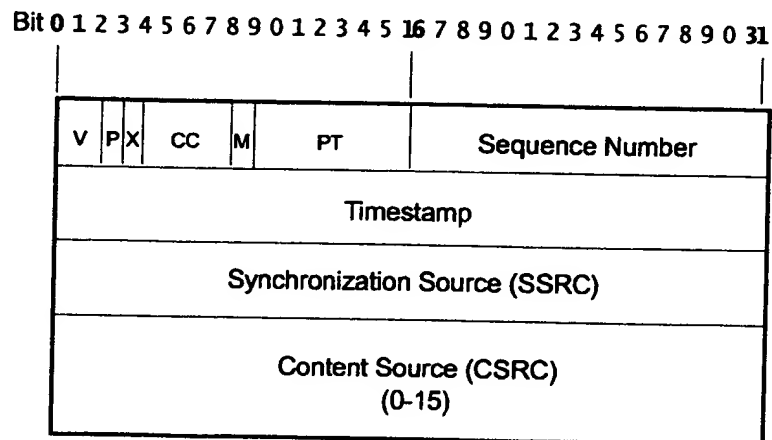 Bit 0 1 2 3 4 5 6 7 8 9 0 1 2 3 4 5 16 7 8 9 0 1 2 3 4 5 6 7 8 9 0 31
V P X CC M PT Sequence Number
Timestamp
Synchronization Source (SSRC)
Content Source (CSRC)
(0-15)